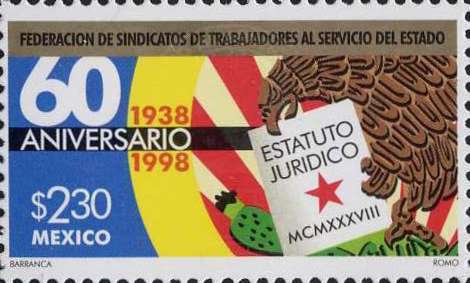 FEDERACION DE SINDICATOS DE TRABAJADORES AL SERVICIO DEL ESTADO
60
1938
ANIVERSARIO
1998
ESTATUTO
JURIDICO
MCMXXXVIII
$2.30
MEXICO
BARRANCA
ROMO